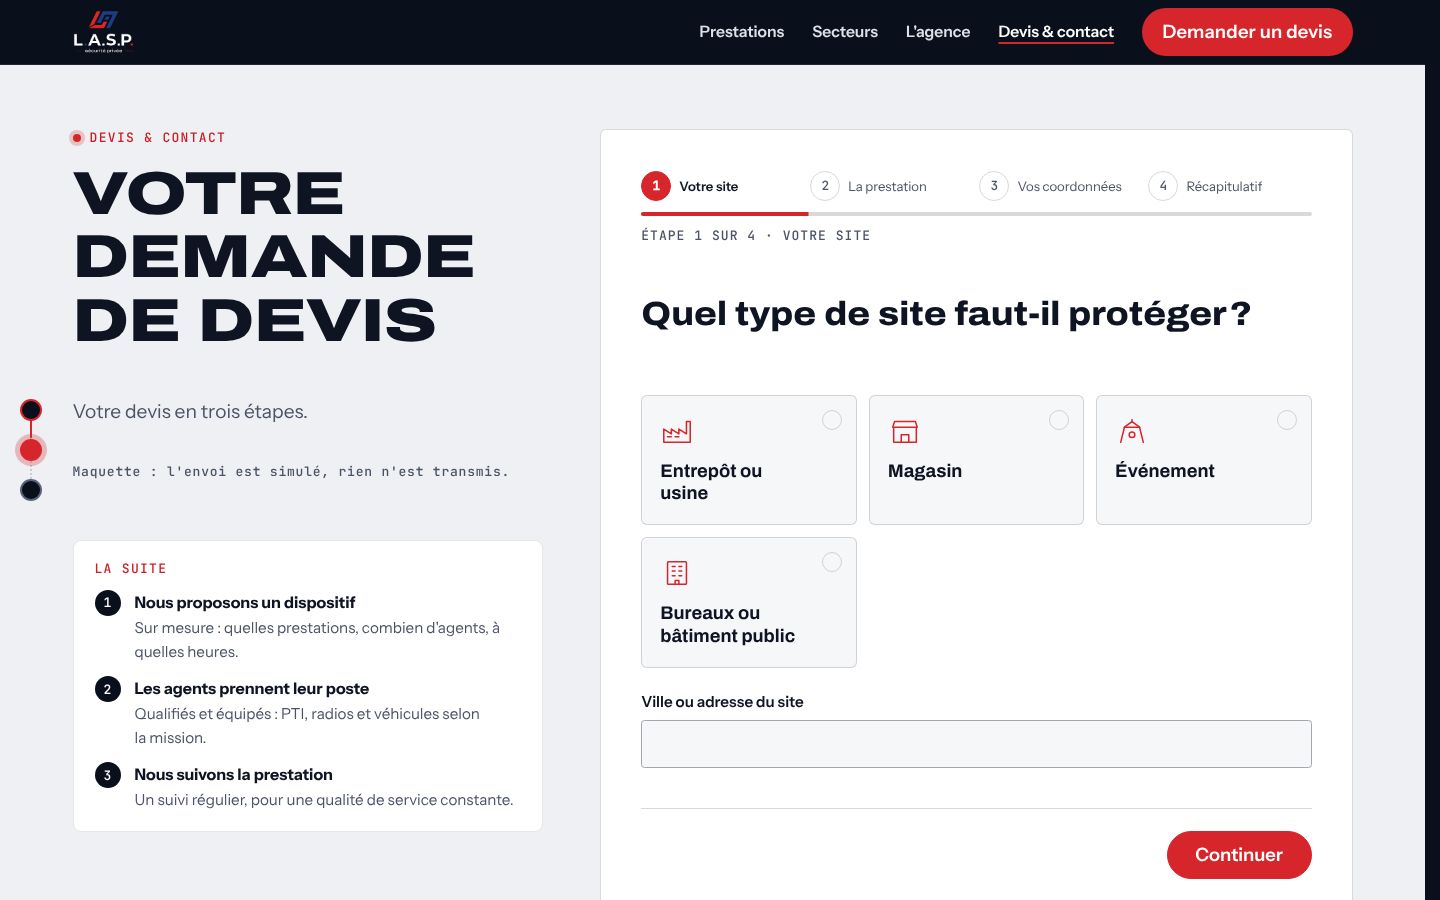 L.A.S.P.
sécurité privée
Prestations
Secteurs
L'agence
Devis & contact
Demander un devis
DEVIS & CONTACT
VOTRE
DEMANDE
DE DEVIS
Votre devis en trois étapes.
Maquette : l'envoi est simulé, rien n'est transmis.
LA SUITE
1 Nous proposons un dispositif
Sur mesure : quelles prestations, combien d'agents, à
quelles heures.
2 Les agents prennent leur poste
Qualifiés et équipés : PTI, radios et véhicules selon
la mission.
3 Nous suivons la prestation
Un suivi régulier, pour une qualité de service constante.
1 Votre site
2 La prestation
3 Vos coordonnées
4 Récapitulatif
ÉTAPE 1 SUR 4 · VOTRE SITE
Quel type de site faut-il protéger ?
Entrepôt ou
usine
Magasin
Événement
Bureaux ou
bâtiment public
Ville ou adresse du site
Continuer